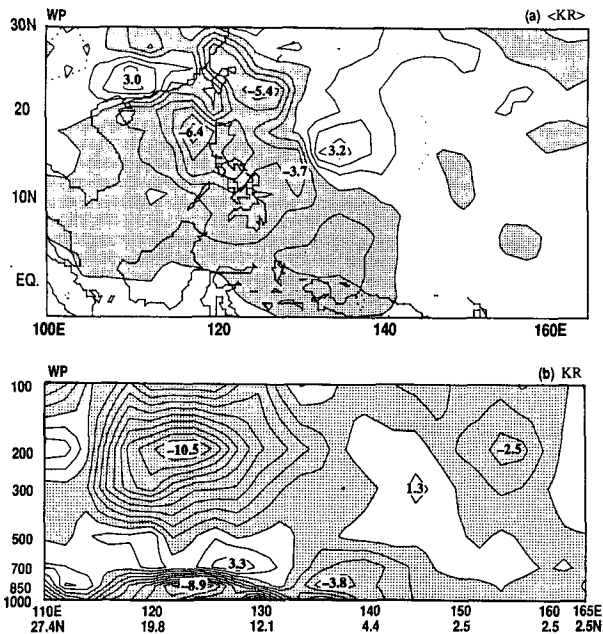 WP (a) <KR>
30N
3.0
-5.4
20
-6.4
3.2
-3.7
10N
EQ.
100E 120 140 160E
WP (b) KR
100
200 -10.5 -2.5
300 1.3
500
700 3.3
850 -8.9 -3.8
1000
110E 120 130 140 150 160 165E
27.4N 19.8 12.1 4.4 2.5 2.5 2.5N